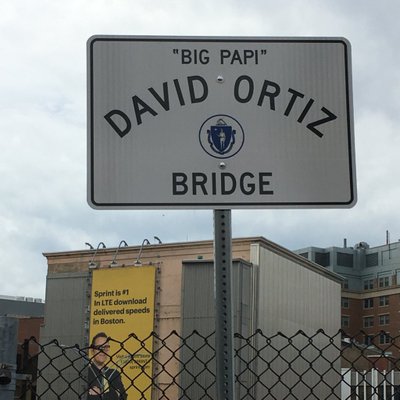 "BIG PAPI"
DAVID ORTIZ
BRIDGE
Sprint is #1
In LTE download
delivered speeds
in Boston.